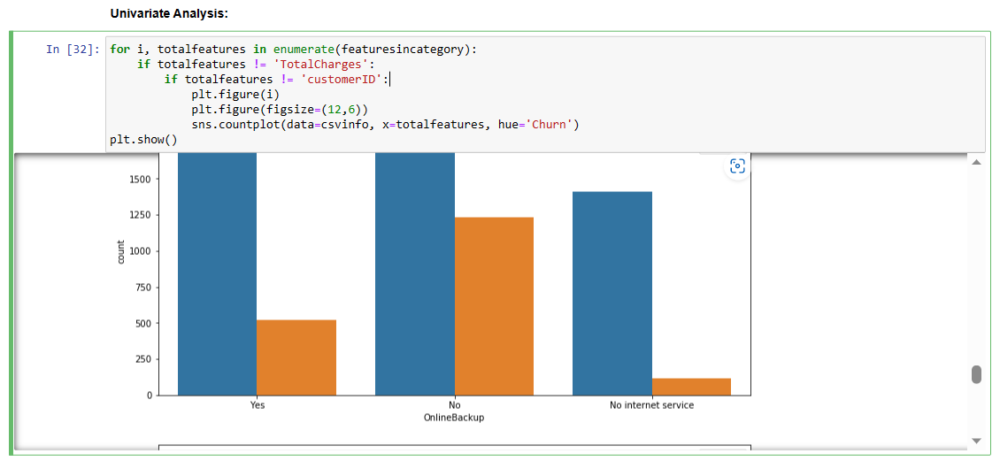 Univariate Analysis:
In [32]: for i, totalfeatures in enumerate(featuresincategory):
if totalfeatures != 'TotalCharges':
if totalfeatures != 'customerID':
plt.figure(i)
plt.figure(figsize=(12,6))
sns.countplot(data=csvinfo, x=totalfeatures, hue='Churn')
plt.show()
1500
1250
1000
750
500
250
0
count
Yes No No internet service
OnlineBackup